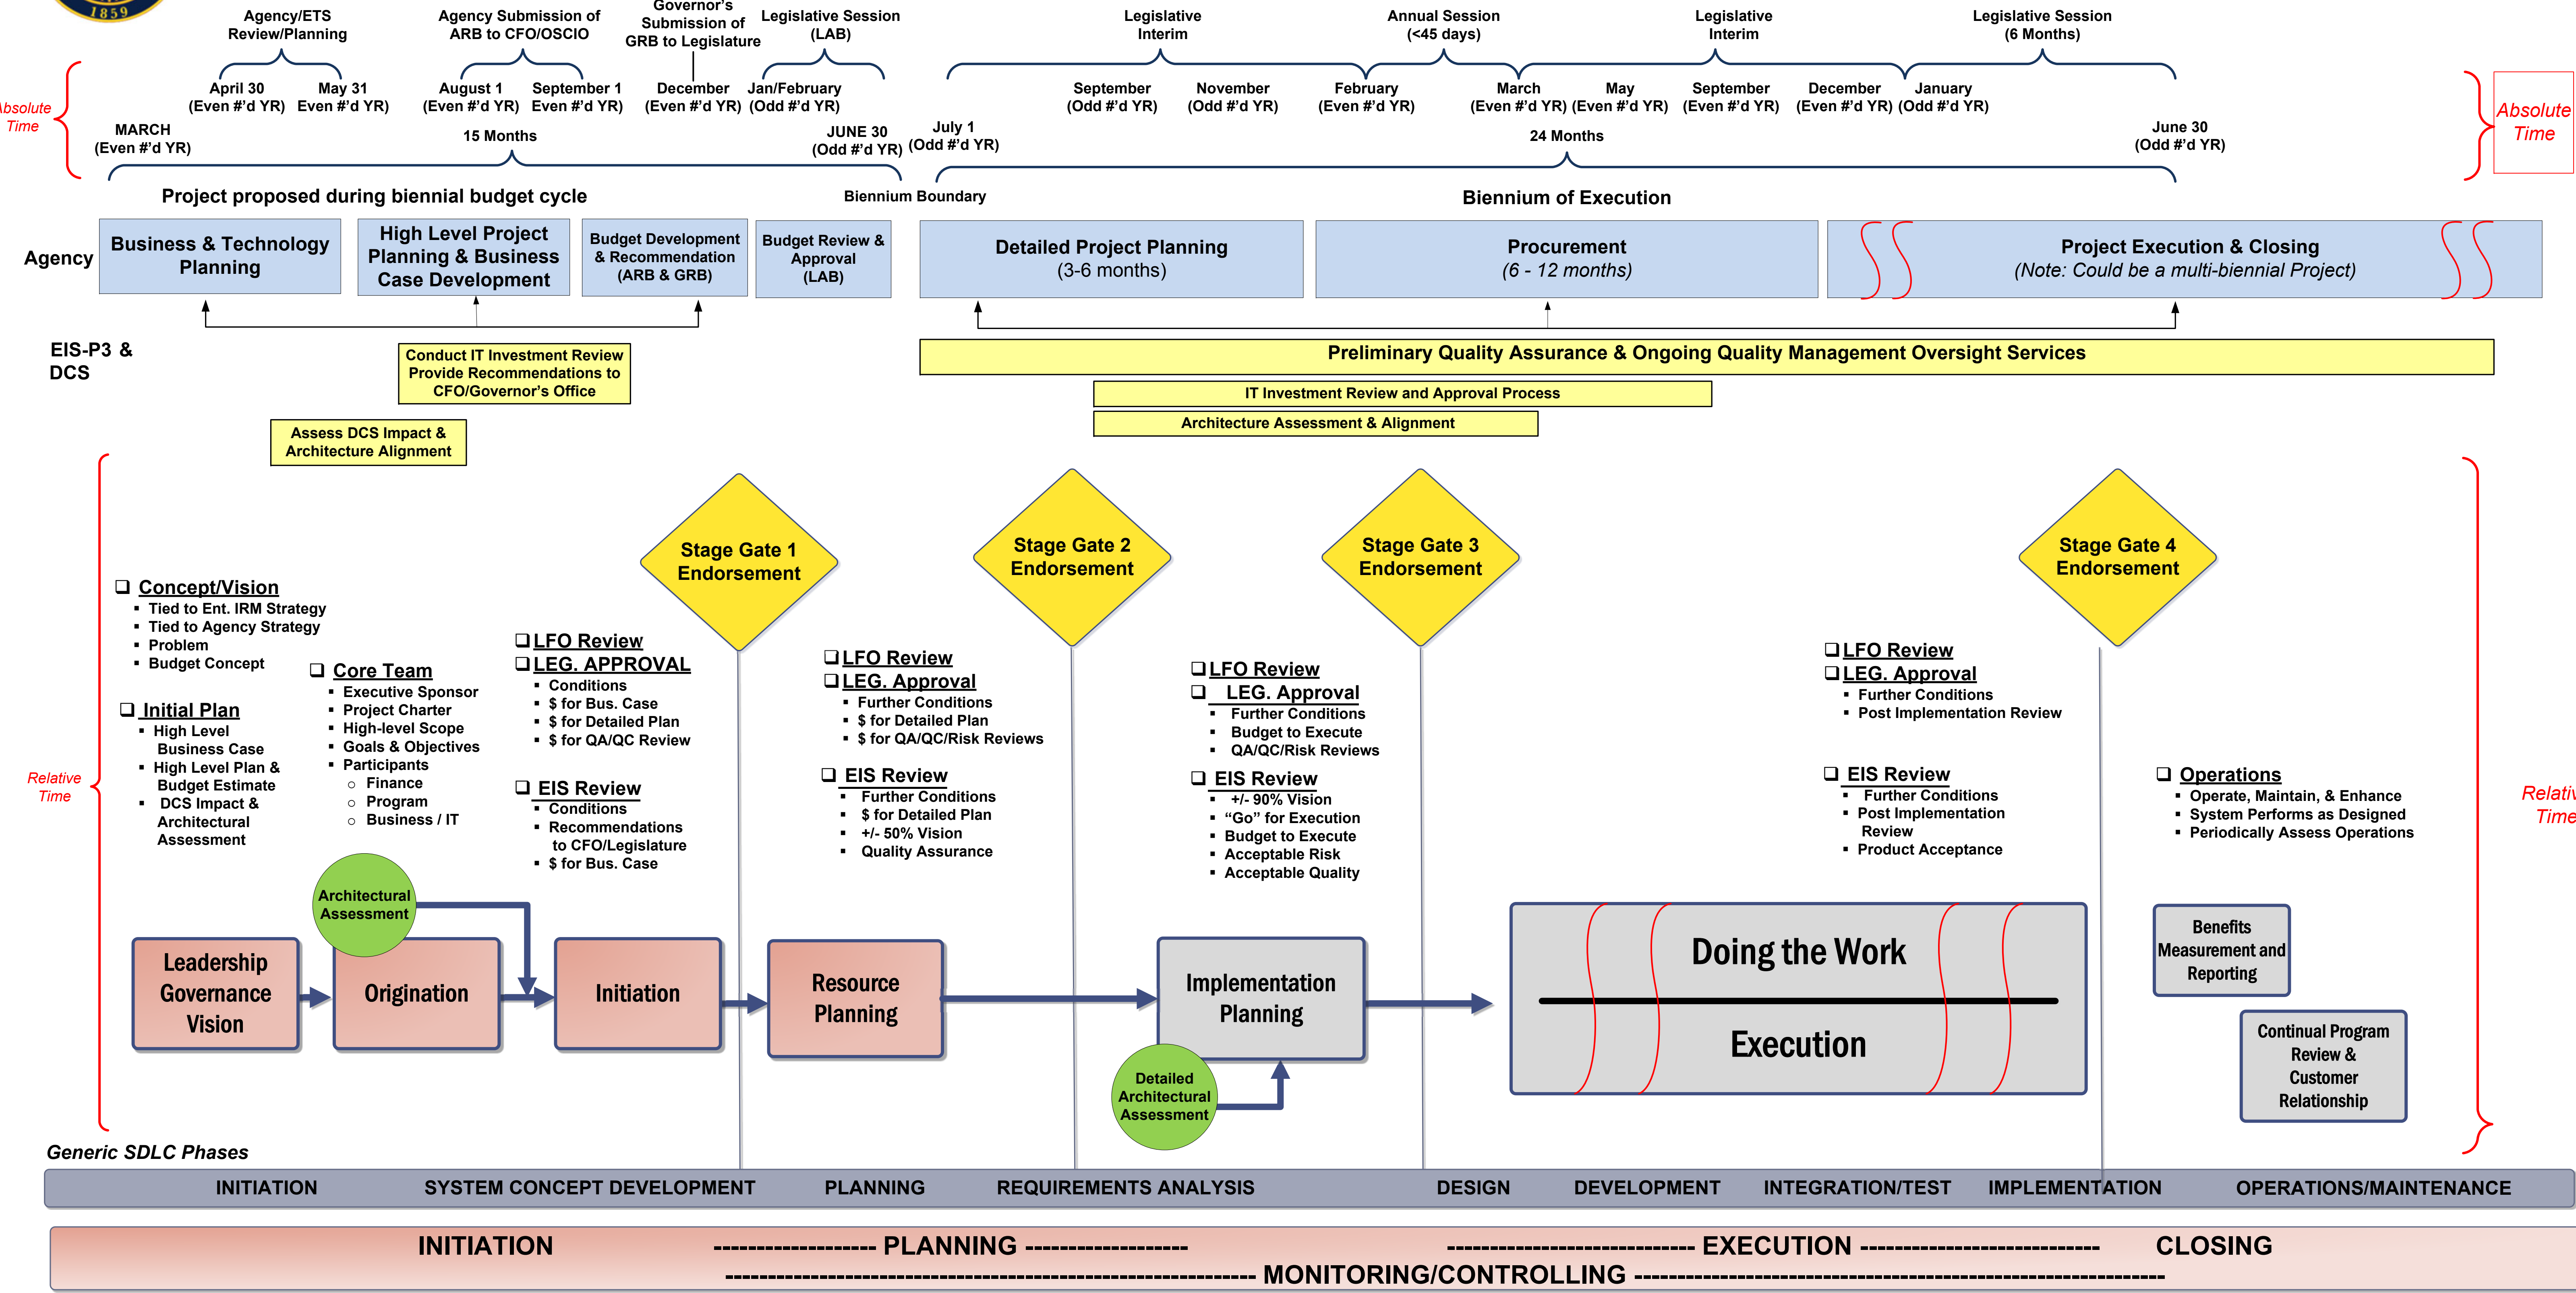 1859
Agency/ETS
Review/Planning
Agency Submission of
ARB to CFO/OSCIO
Governor's
Submission of
GRB to Legislature
Legislative Session
(LAB)
Legislative
Interim
Annual Session
(<45 days)
Legislative
Interim
Legislative Session
(6 Months)
Absolute
Time
April 30
(Even #'d YR)
May 31
Even #'d YR)
August 1
(Even #'d YR)
September 1
Even #'d YR)
December
(Even #'d YR)
Jan/February
(Odd #'d YR)
September
(Odd #'d YR)
November
(Odd #'d YR)
February
(Even #'d YR)
March
(Even #'d YR)
May
(Even #'d YR)
September
(Even #'d YR)
December
(Even #'d YR)
January
(Odd #'d YR)
Absolute
Time
MARCH
(Even #'d YR)
15 Months
JUNE 30
(Odd #'d YR)
July 1
(Odd #'d YR)
24 Months
June 30
(Odd #'d YR)
Project proposed during biennial budget cycle
Biennium Boundary
Biennium of Execution
Agency
Business & Technology
Planning
High Level Project
Planning & Business
Case Development
Budget Development
& Recommendation
(ARB & GRB)
Budget Review &
Approval
(LAB)
Detailed Project Planning
(3-6 months)
Procurement
(6 - 12 months)
Project Execution & Closing
(Note: Could be a multi-biennial Project)
EIS-P3 &
DCS
Conduct IT Investment Review
Provide Recommendations to
CFO/Governor's Office
Preliminary Quality Assurance & Ongoing Quality Management Oversight Services
IT Investment Review and Approval Process
Architecture Assessment & Alignment
Assess DCS Impact &
Architecture Alignment
Stage Gate 1
Endorsement
Stage Gate 2
Endorsement
Stage Gate 3
Endorsement
Stage Gate 4
Endorsement
Relative
Time
❑ Concept/Vision
▪ Tied to Ent. IRM Strategy
▪ Tied to Agency Strategy
▪ Problem
▪ Budget Concept
❑ Initial Plan
▪ High Level
Business Case
▪ High Level Plan &
Budget Estimate
▪ DCS Impact &
Architectural
Assessment
❑ Core Team
▪ Executive Sponsor
▪ Project Charter
▪ High-level Scope
▪ Goals & Objectives
▪ Participants
o Finance
o Program
o Business / IT
❑ LFO Review
❑ LEG. APPROVAL
▪ Conditions
▪ $ for Bus. Case
▪ $ for Detailed Plan
▪ $ for QA/QC Review
❑ EIS Review
▪ Conditions
▪ Recommendations
to CFO/Legislature
▪ $ for Bus. Case
❑ LFO Review
❑ LEG. Approval
▪ Further Conditions
▪ $ for Detailed Plan
▪ $ for QA/QC/Risk Reviews
❑ EIS Review
▪ Further Conditions
▪ $ for Detailed Plan
▪ +/- 50% Vision
▪ Quality Assurance
❑ LFO Review
❑ LEG. Approval
▪ Further Conditions
▪ Budget to Execute
▪ QA/QC/Risk Reviews
❑ EIS Review
▪ +/- 90% Vision
▪ “Go” for Execution
▪ Budget to Execute
▪ Acceptable Risk
▪ Acceptable Quality
❑ LFO Review
❑ LEG. Approval
▪ Further Conditions
▪ Post Implementation Review
❑ EIS Review
▪ Further Conditions
▪ Post Implementation
Review
▪ Product Acceptance
❑ Operations
▪ Operate, Maintain, & Enhance
▪ System Performs as Designed
▪ Periodically Assess Operations
Relativ
Time
Architectural
Assessment
Leadership
Governance
Vision
Origination
Initiation
Resource
Planning
Implementation
Planning
Detailed
Architectural
Assessment
Doing the Work
Execution
Benefits
Measurement and
Reporting
Continual Program
Review &
Customer
Relationship
Generic SDLC Phases
INITIATION
SYSTEM CONCEPT DEVELOPMENT
PLANNING
REQUIREMENTS ANALYSIS
DESIGN
DEVELOPMENT
INTEGRATION/TEST
IMPLEMENTATION
OPERATIONS/MAINTENANCE
INITIATION
------------------- PLANNING -------------------
----------------------------- EXECUTION ----------------------------
CLOSING
-------------------------------------------------------------- MONITORING/CONTROLLING --------------------------------------------------------------